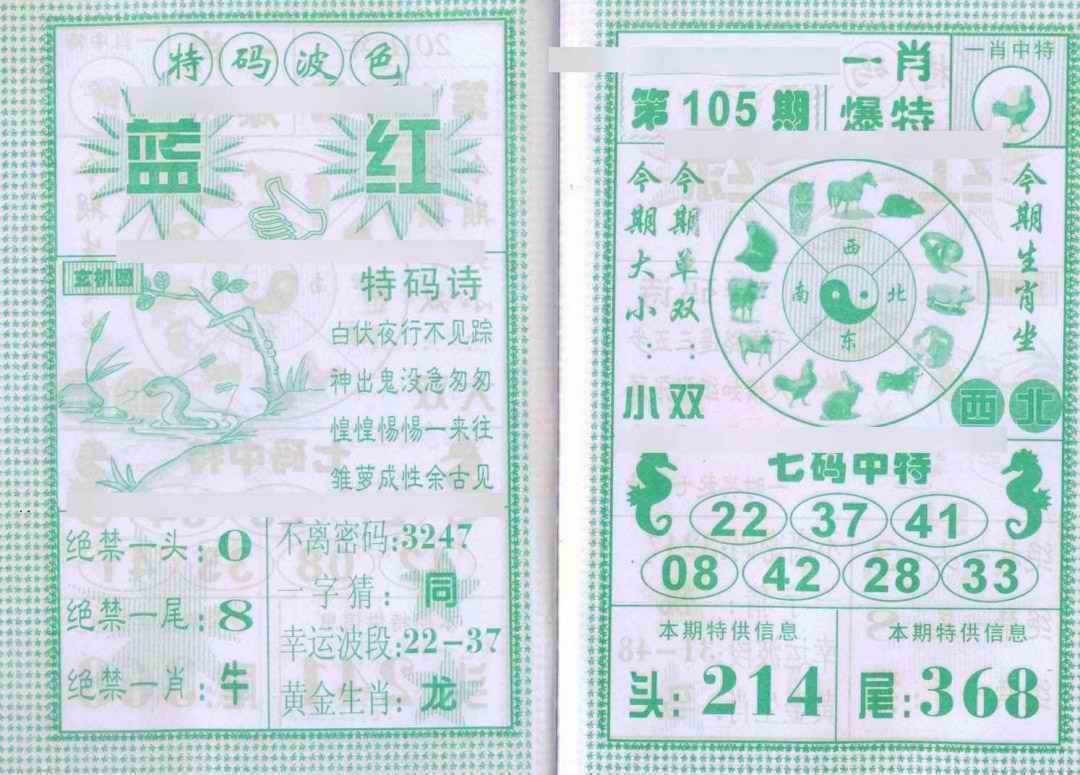 特码波色
蓝 红
玄机图
特码诗
白伏夜行不见踪
神出鬼没急匆匆
惶惶惕惕一来往
雏萝成性余古见
绝禁一头:0
绝禁一尾:8
绝禁一肖:牛
不离密码:3247
一字猜:同
幸运波段:22-37
黄金生肖:龙
第105期
一肖
爆特
一肖中特
今期大小:
小
今期单双:
双
西
南 北
东
今期生肖坐
西北
七码中特
22 37 41
08 42 28 33
本期特供信息
头:214
本期特供信息
尾:368